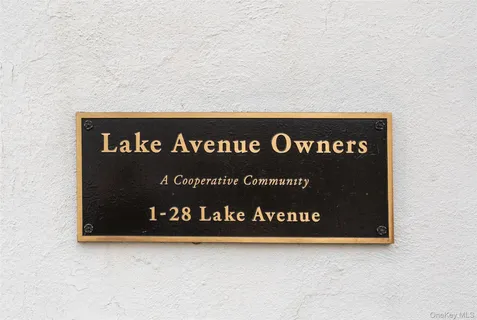 Lake Avenue Owners
A Cooperative Community
1-28 Lake Avenue
OneKey MLS